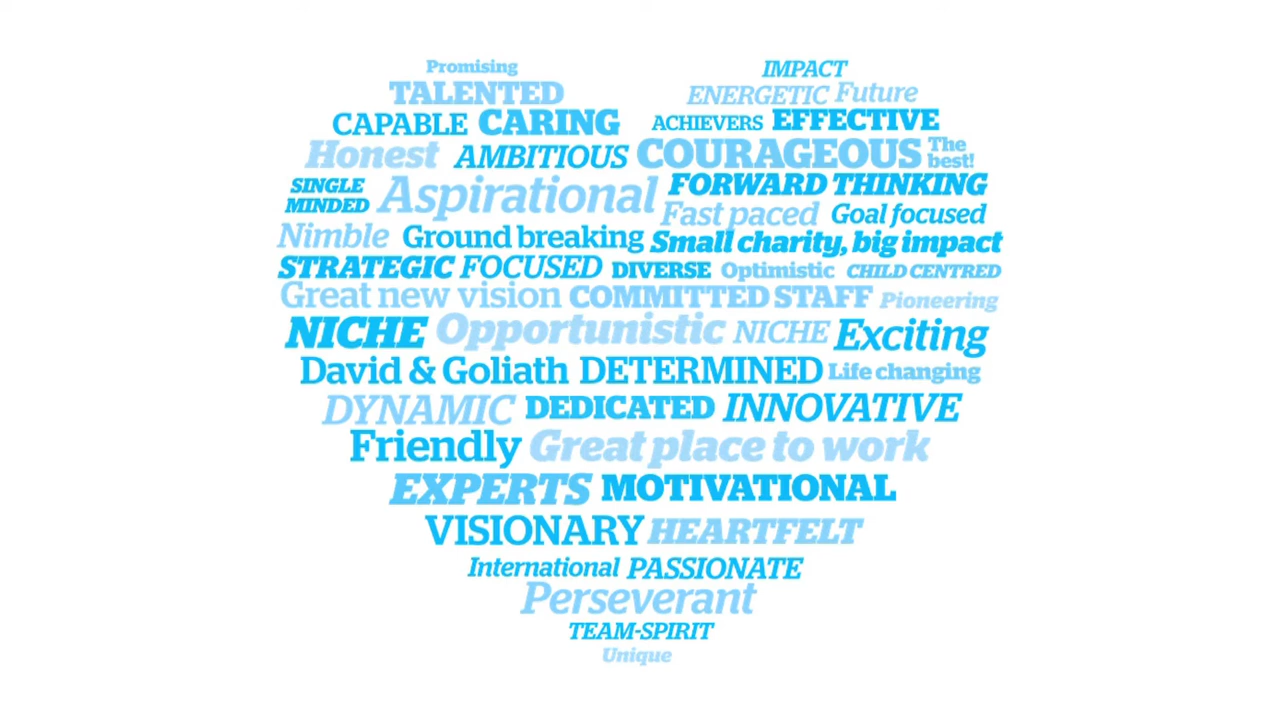 Promising IMPACT
TALENTED ENERGETIC Future
CAPABLE CARING ACHIEVERS EFFECTIVE
Honest AMBITIOUS COURAGEOUS The best!
SINGLE MINDED Aspirational FORWARD THINKING
Fast paced Goal focused
Nimble Ground breaking Small charity, big impact
STRATEGIC FOCUSED DIVERSE Optimistic CHILD CENTRED
Great new vision COMMITTED STAFF Pioneering
NICHE Opportunistic NICHE Exciting
David & Goliath DETERMINED Life changing
DYNAMIC DEDICATED INNOVATIVE
Friendly Great place to work
EXPERTS MOTIVATIONAL
VISIONARY HEARTFELT
International PASSIONATE
Perseverant
TEAM-SPIRIT
Unique